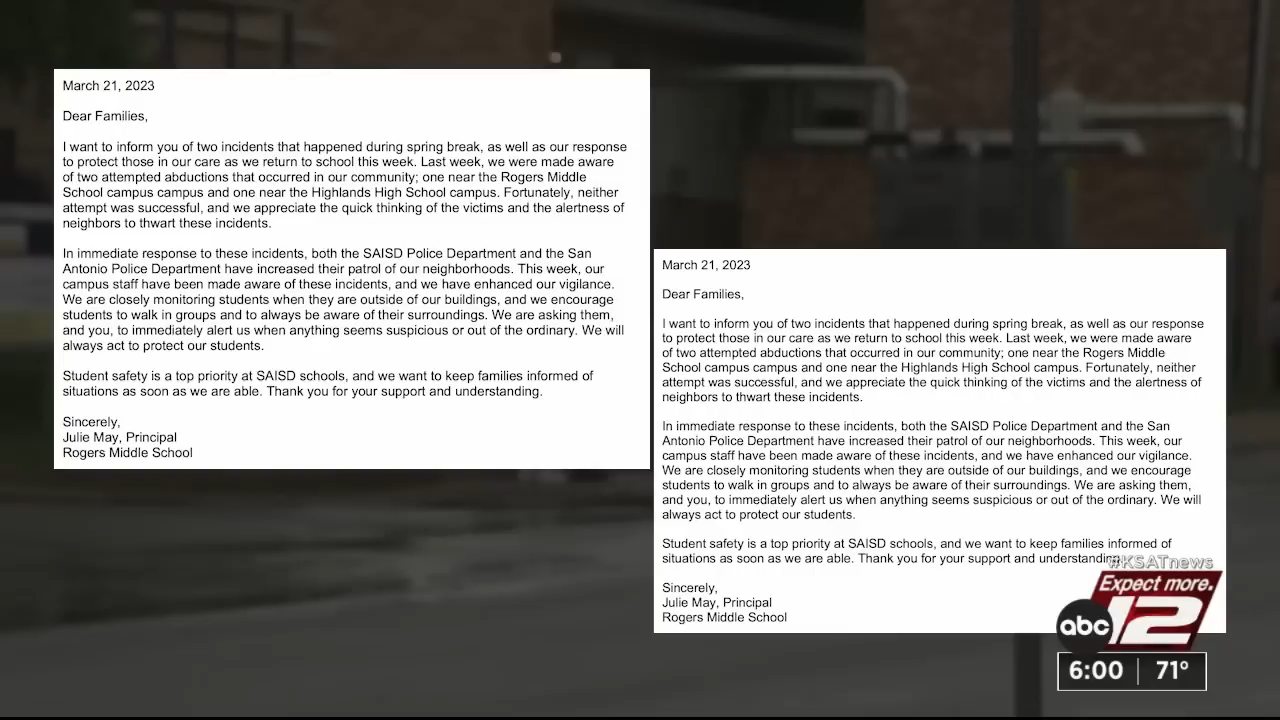 March 21, 2023
Dear Families,
I want to inform you of two incidents that happened during spring break, as well as our response
to protect those in our care as we return to school this week. Last week, we were made aware
of two attempted abductions that occurred in our community; one near the Rogers Middle
School campus campus and one near the Highlands High School campus. Fortunately, neither
attempt was successful, and we appreciate the quick thinking of the victims and the alertness of
neighbors to thwart these incidents.
In immediate response to these incidents, both the SAISD Police Department and the San
Antonio Police Department have increased their patrol of our neighborhoods. This week, our
campus staff have been made aware of these incidents, and we have enhanced our vigilance.
We are closely monitoring students when they are outside of our buildings, and we encourage
students to walk in groups and to always be aware of their surroundings. We are asking them,
and you, to immediately alert us when anything seems suspicious or out of the ordinary. We will
always act to protect our students.
Student safety is a top priority at SAISD schools, and we want to keep families informed of
situations as soon as we are able. Thank you for your support and understanding.
Sincerely,
Julie May, Principal
Rogers Middle School
March 21, 2023
Dear Families,
I want to inform you of two incidents that happened during spring break, as well as our response
to protect those in our care as we return to school this week. Last week, we were made aware
of two attempted abductions that occurred in our community; one near the Rogers Middle
School campus campus and one near the Highlands High School campus. Fortunately, neither
attempt was successful, and we appreciate the quick thinking of the victims and the alertness of
neighbors to thwart these incidents.
In immediate response to these incidents, both the SAISD Police Department and the San
Antonio Police Department have increased their patrol of our neighborhoods. This week, our
campus staff have been made aware of these incidents, and we have enhanced our vigilance.
We are closely monitoring students when they are outside of our buildings, and we encourage
students to walk in groups and to always be aware of their surroundings. We are asking them,
and you, to immediately alert us when anything seems suspicious or out of the ordinary. We will
always act to protect our students.
Student safety is a top priority at SAISD schools, and we want to keep families informed of
situations as soon as we are able. Thank you for your support and understanding.
Sincerely,
Julie May, Principal
Rogers Middle School
#KSATnews
Expect more.
abc 12
6:00 71°